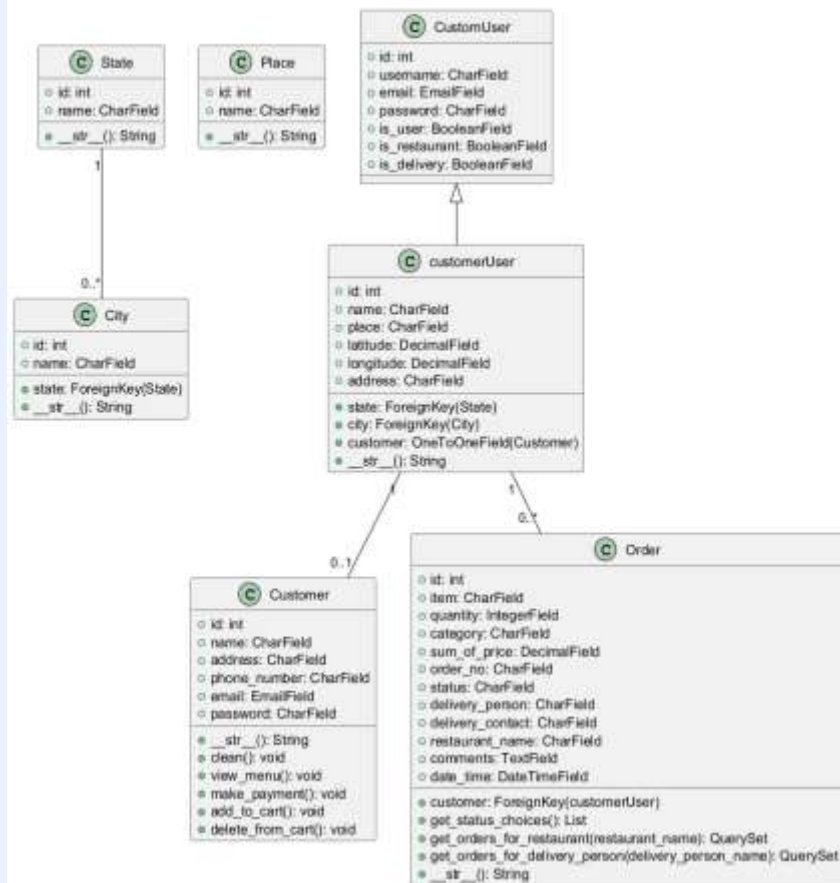 C State
id: int
name: CharField
__str__(): String
C Place
id: int
name: CharField
__str__(): String
C CustomUser
id: int
username: CharField
email: EmailField
password: CharField
is_user: BooleanField
is_restaurant: BooleanField
is_delivery: BooleanField
1
0..*
C City
id: int
name: CharField
state: ForeignKey(State)
__str__(): String
C customerUser
id: int
name: CharField
place: CharField
latitude: DecimalField
longitude: DecimalField
address: CharField
state: ForeignKey(State)
city: ForeignKey(City)
customer: OneToOneField(Customer)
__str__(): String
1
0..1
1
0..*
C Customer
id: int
name: CharField
address: CharField
phone_number: CharField
email: EmailField
password: CharField
__str__(): String
clean(): void
view_menu(): void
make_payment(): void
add_to_cart(): void
delete_from_cart(): void
C Order
id: int
item: CharField
quantity: IntegerField
category: CharField
sum_of_price: DecimalField
order_no: CharField
status: CharField
delivery_person: CharField
delivery_contact: CharField
restaurant_name: CharField
comments: TextField
date_time: DateTimeField
customer: ForeignKey(customerUser)
get_status_choices(): List
get_orders_for_restaurant(restaurant_name): QuerySet
get_orders_for_delivery_person(delivery_person_name): QuerySet
__str__(): String